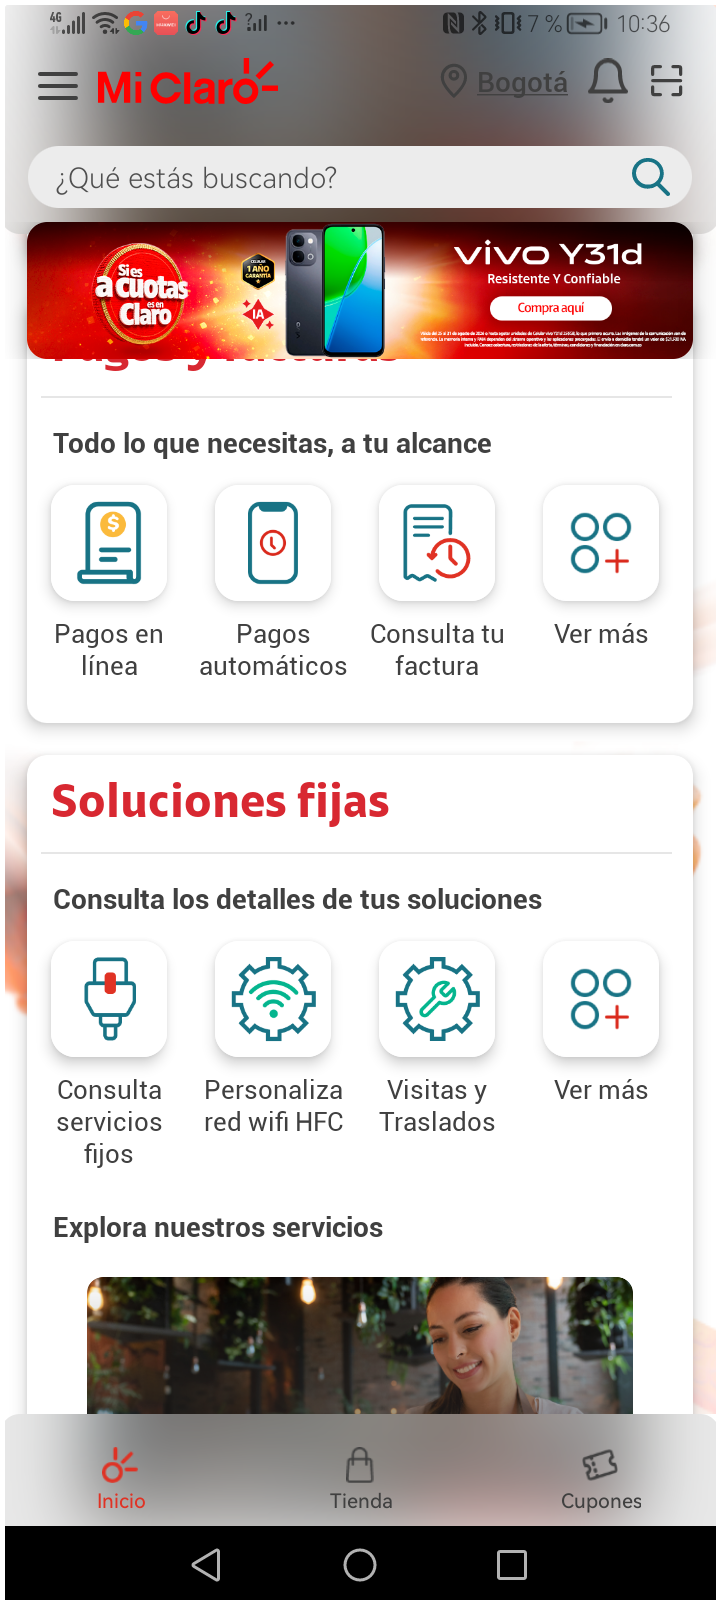 4G
? ...
7 % 10:36
Mi Claro
Bogotá
¿Qué estás buscando?
Si es
a cuotas
es en
Claro
1 AÑO
GARANTÍA
IA
vivo Y31d
Resistente Y Confiable
Compra aquí
Pagos y facturas
Todo lo que necesitas, a tu alcance
Pagos en
línea
Pagos
automáticos
Consulta tu
factura
Ver más
Soluciones fijas
Consulta los detalles de tus soluciones
Consulta
servicios
fijos
Personaliza
red wifi HFC
Visitas y
Traslados
Ver más
Explora nuestros servicios
Inicio
Tienda
Cupones